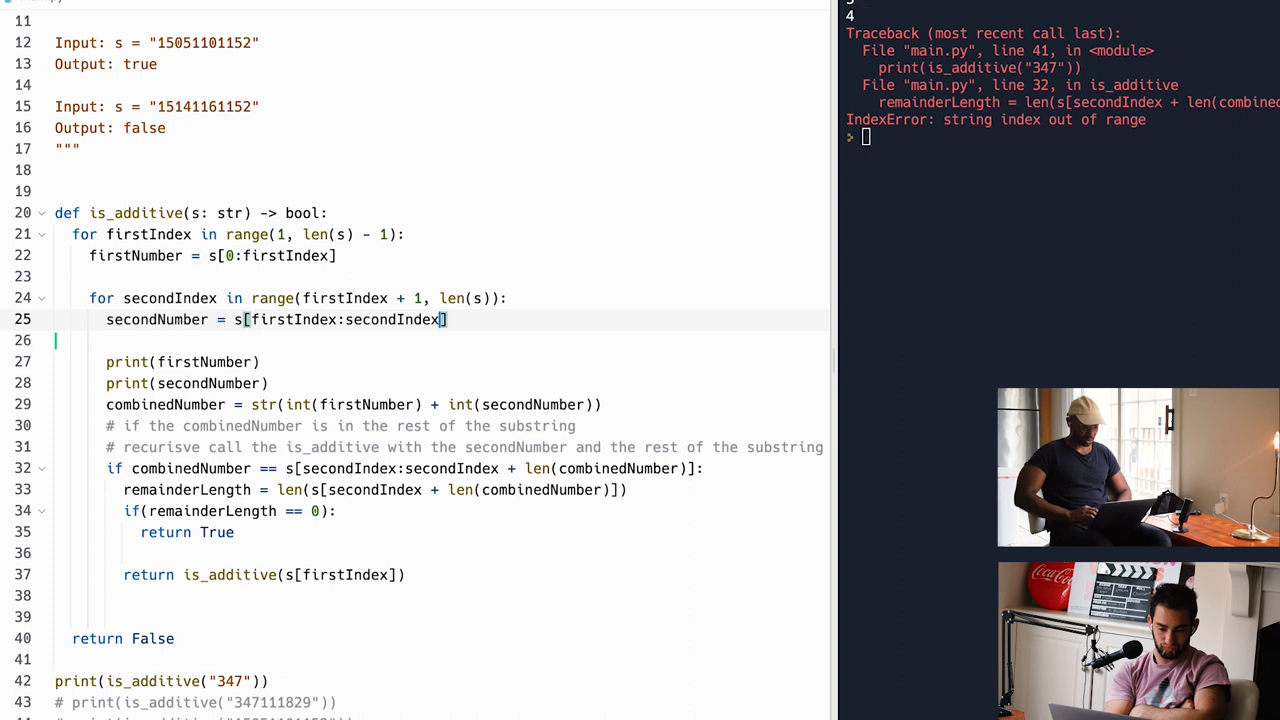 11
12 Input: s = "15051101152"
13 Output: true
14
15 Input: s = "15141161152"
16 Output: false
17 """
18
19
20 def is_additive(s: str) -> bool:
21 for firstIndex in range(1, len(s) - 1):
22 firstNumber = s[0:firstIndex]
23
24 for secondIndex in range(firstIndex + 1, len(s)):
25 secondNumber = s[firstIndex:secondIndex]
26
27 print(firstNumber)
28 print(secondNumber)
29 combinedNumber = str(int(firstNumber) + int(secondNumber))
30 # if the combinedNumber is in the rest of the substring
31 # recurisve call the is_additive with the secondNumber and the rest of the substring
32 if combinedNumber == s[secondIndex:secondIndex + len(combinedNumber)]:
33 remainderLength = len(s[secondIndex + len(combinedNumber)])
34 if(remainderLength == 0):
35 return True
36
37 return is_additive(s[firstIndex])
38
39
40 return False
41
42 print(is_additive("347"))
43 # print(is_additive("347111829"))
4
Traceback (most recent call last):
File "main.py", line 41, in <module>
print(is_additive("347"))
File "main.py", line 32, in is_additive
remainderLength = len(s[secondIndex + len(combine
IndexError: string index out of range
Coca-Cola